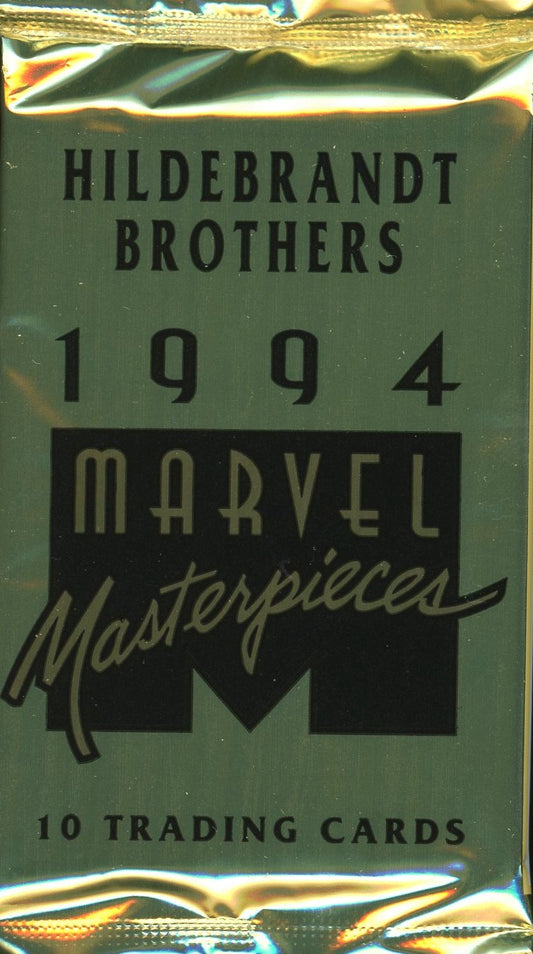 HILDEBRANDT
BROTHERS
1994
MARVEL
Masterpieces
10 TRADING CARDS